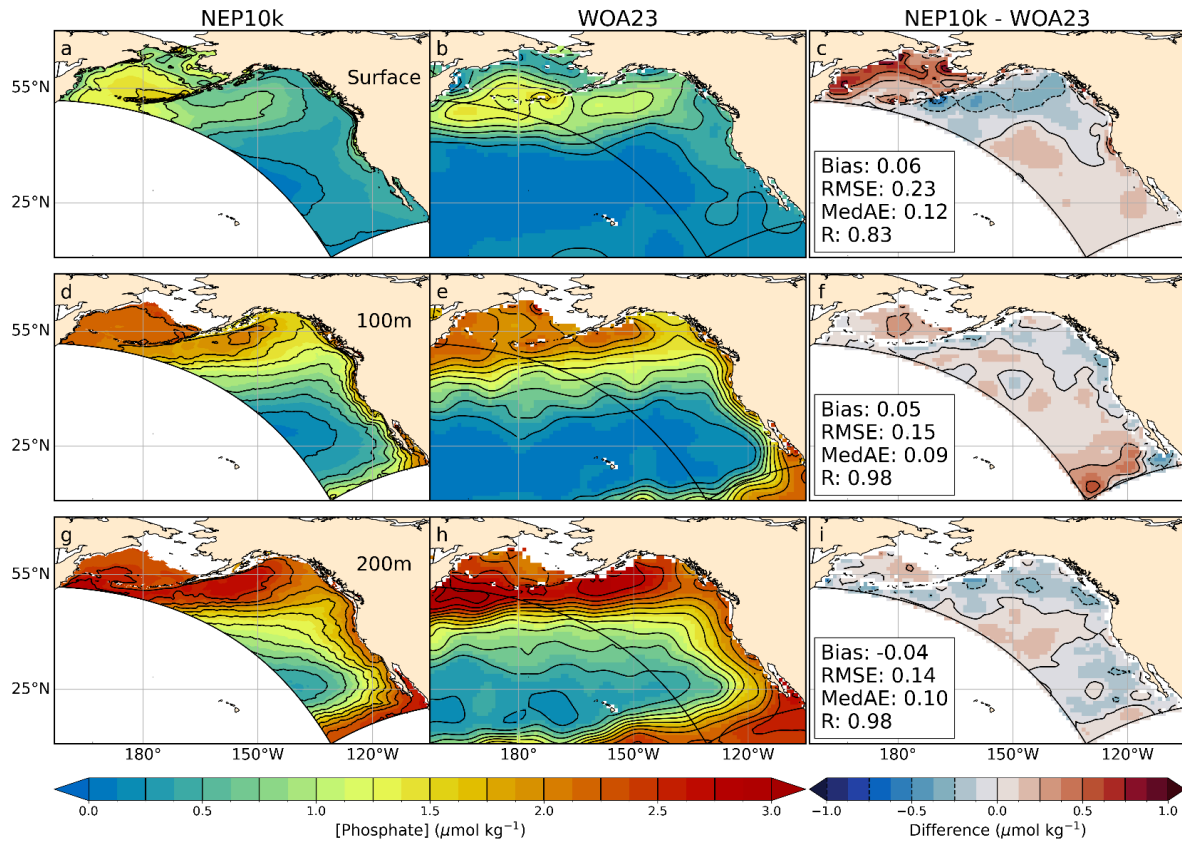 NEP10k WOA23 NEP10k - WOA23
a Surface b c
55°N
25°N
Bias: 0.06
RMSE: 0.23
MedAE: 0.12
R: 0.83
d 100m e f
55°N
25°N
Bias: 0.05
RMSE: 0.15
MedAE: 0.09
R: 0.98
g 200m h i
55°N
25°N
Bias: -0.04
RMSE: 0.14
MedAE: 0.10
R: 0.98
180° 150°W 120°W 180° 150°W 120°W 180° 150°W 120°W
0.0 0.5 1.0 1.5 2.0 2.5 3.0 −1.0 −0.5 0.0 0.5 1.0
[Phosphate] (μmol kg⁻¹) Difference (μmol kg⁻¹)